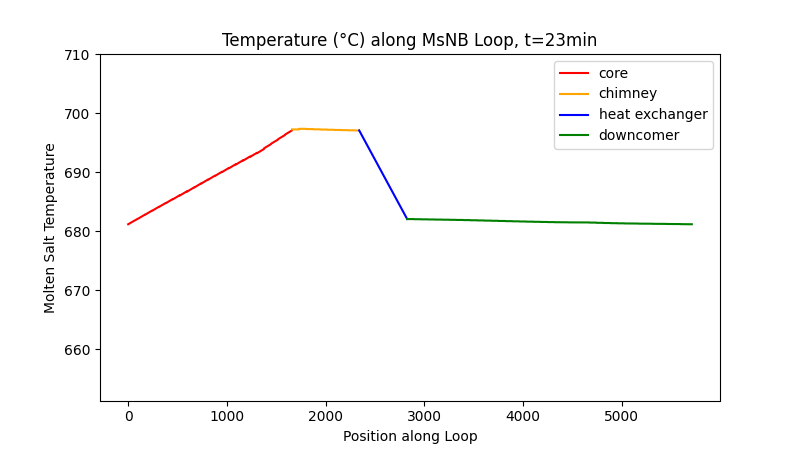 Temperature (°C) along MsNB Loop, t=23min
710
700
690
680
670
660
Molten Salt Temperature
core
chimney
heat exchanger
downcomer
0
1000
2000
3000
4000
5000
Position along Loop